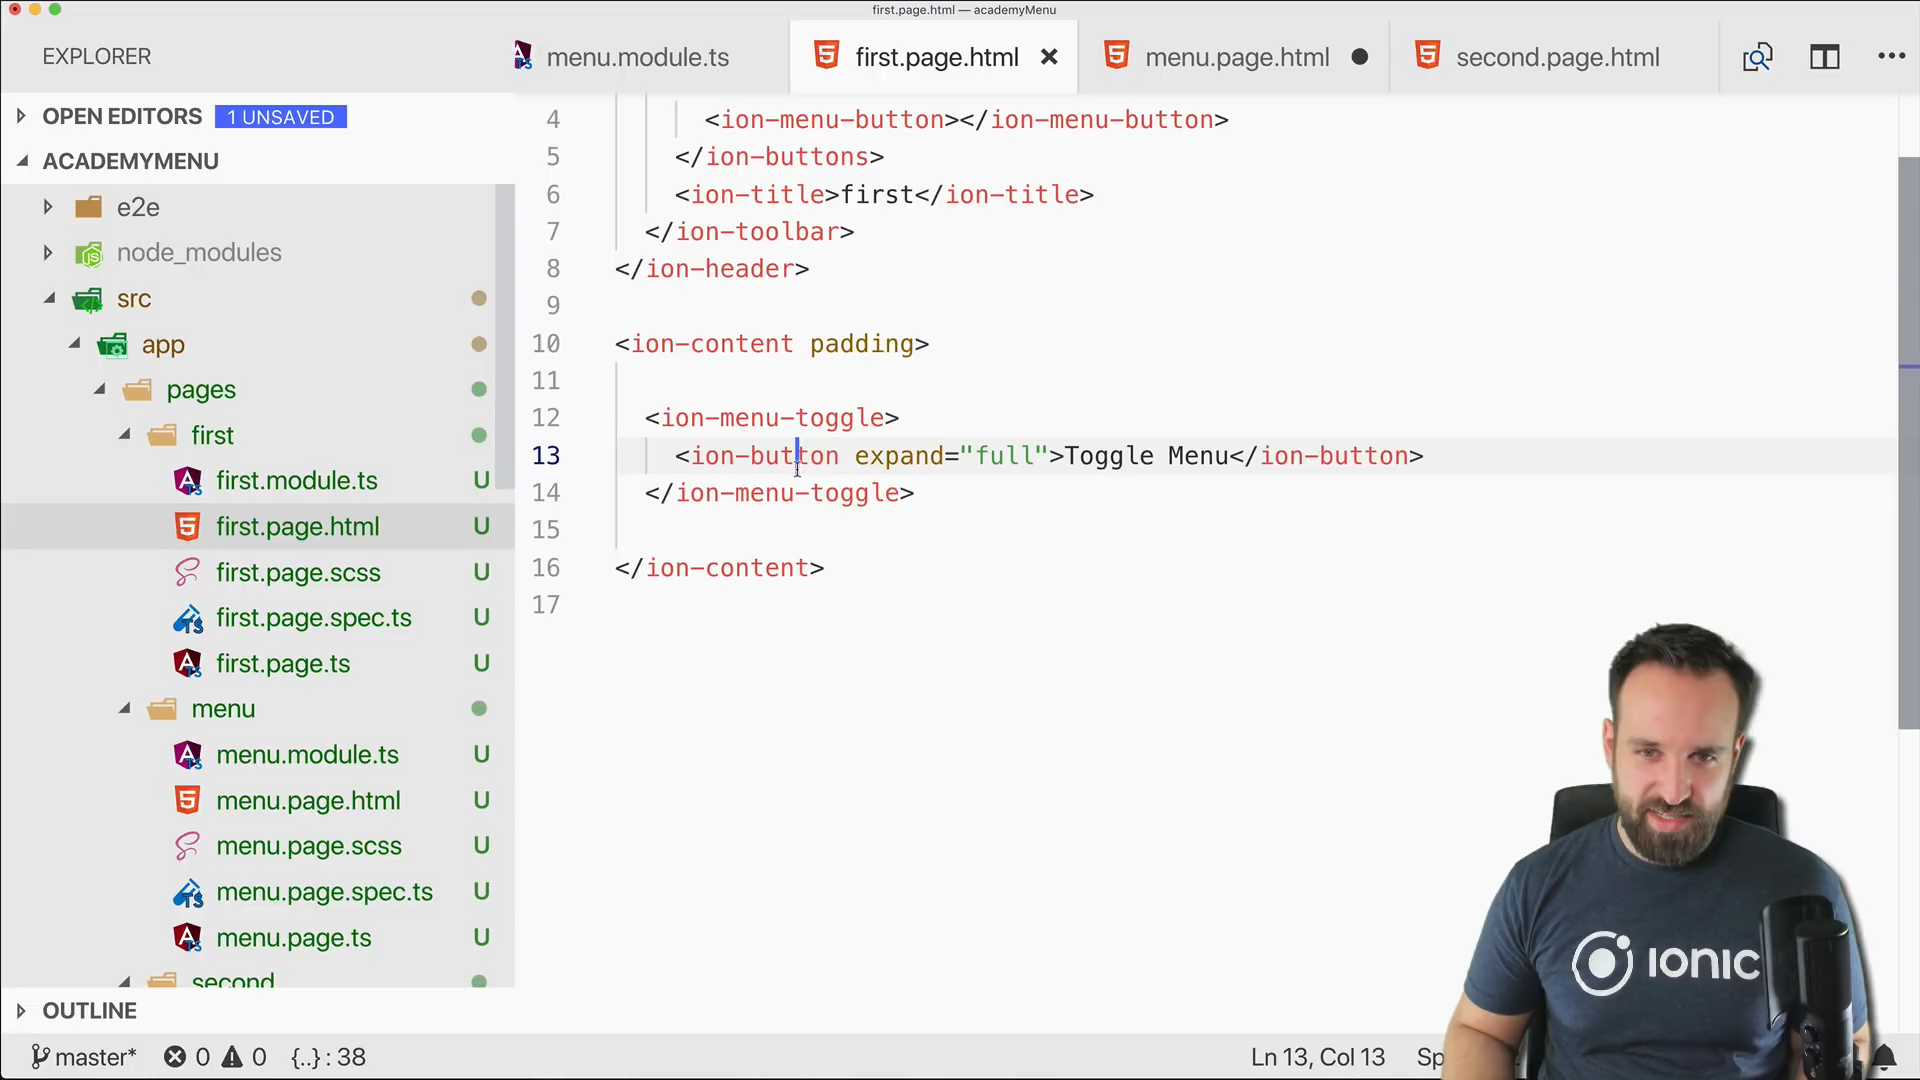 first.page.html — academyMenu
EXPLORER
menu.module.ts
first.page.html
menu.page.html
second.page.html
OPEN EDITORS 1 UNSAVED
ACADEMYMENU
e2e
node_modules
src
app
pages
first
first.module.ts U
first.page.html U
first.page.scss U
first.page.spec.ts U
first.page.ts U
menu
menu.module.ts U
menu.page.html U
menu.page.scss U
menu.page.spec.ts U
menu.page.ts U
second
OUTLINE
4 <ion-menu-button></ion-menu-button>
5 </ion-buttons>
6 <ion-title>first</ion-title>
7 </ion-toolbar>
8 </ion-header>
9
10 <ion-content padding>
11
12 <ion-menu-toggle>
13 <ion-button expand="full">Toggle Menu</ion-button>
14 </ion-menu-toggle>
15
16 </ion-content>
17
IONIC
master* 0 0 {..} : 38
Ln 13, Col 13 Sp